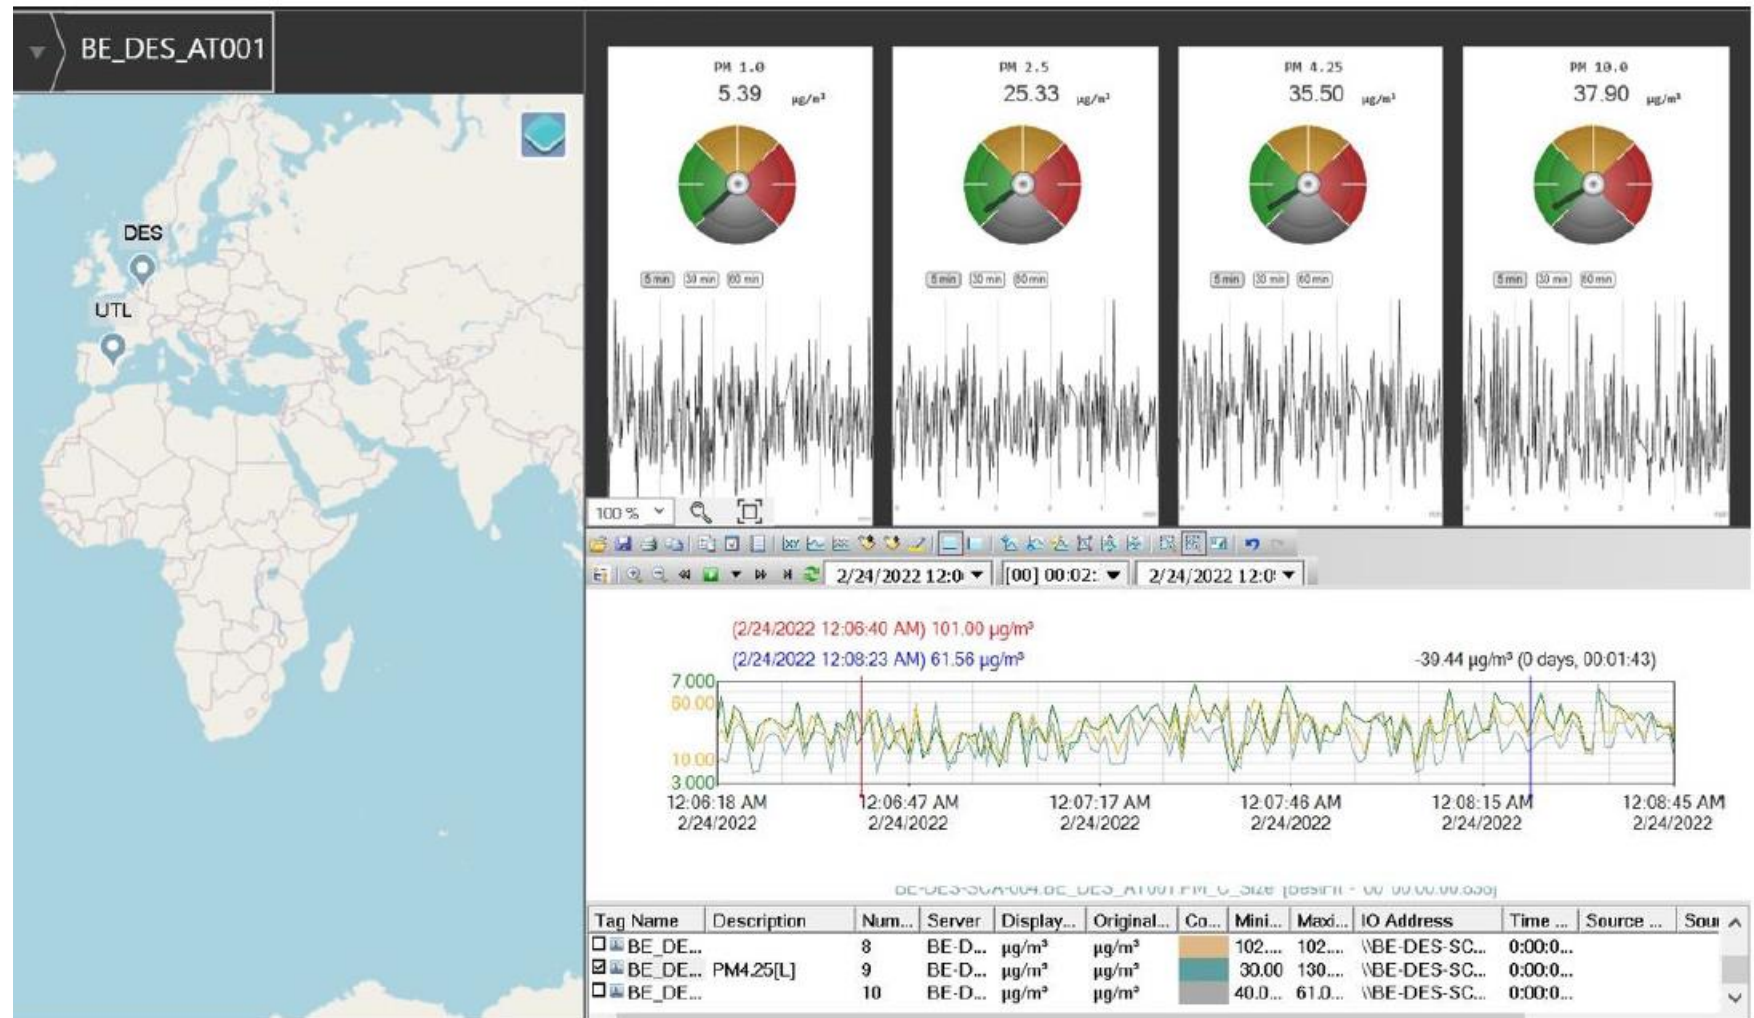 BE_DES_AT001
DES
UTL
PM 1.0
5.39 µg/m³
5 min 30 min 60 min
PM 2.5
25.33 µg/m³
5 min 30 min 60 min
PM 4.25
35.50 µg/m³
5 min 30 min 60 min
PM 10.0
37.90 µg/m³
5 min 30 min 60 min
100 %
2/24/2022 12:0 [00] 00:02: 2/24/2022 12:0
(2/24/2022 12:06:40 AM) 101.00 µg/m³
(2/24/2022 12:08:23 AM) 61.56 µg/m³ -39.44 µg/m³ (0 days, 00:01:43)
7.000
60.00
10.00
3.000
12:06:18 AM 12:06:47 AM 12:07:17 AM 12:07:46 AM 12:08:15 AM 12:08:45 AM
2/24/2022 2/24/2022 2/24/2022 2/24/2022 2/24/2022 2/24/2022
Tag Name Description Num... Server Display... Original... Co... Mini... Maxi... IO Address Time ... Source ... Sour
BE_DE... 8 BE-D... µg/m³ µg/m³ 102.... 102.... \\BE-DES-SC... 0:00:0...
BE_DE... PM4.25[L] 9 BE-D... µg/m³ µg/m³ 30.00 130.... \\BE-DES-SC... 0:00:0...
BE_DE... 10 BE-D... µg/m³ µg/m³ 40.0... 61.0... \\BE-DES-SC... 0:00:0...